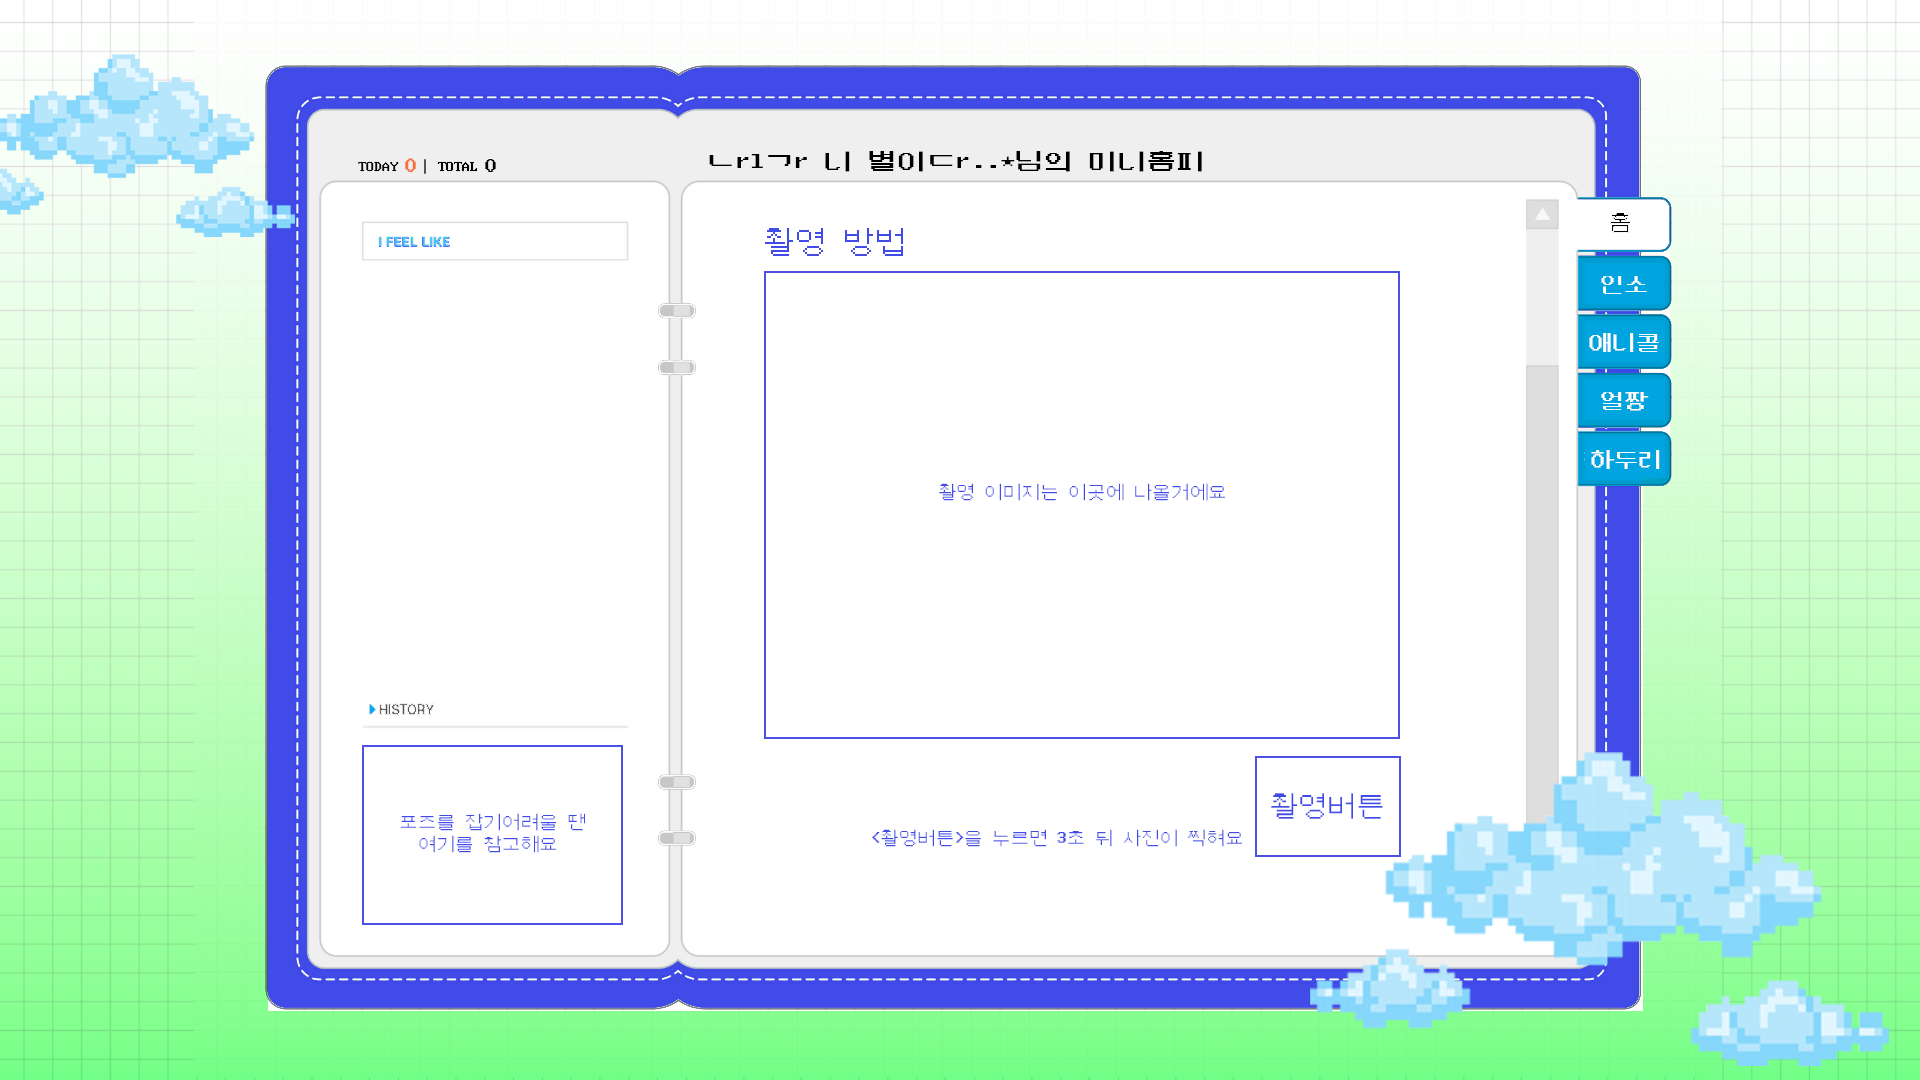 TODAY 0 | TOTAL 0
ㄴrlㄱr 니 별이ㄷr..*님의 미니홈피
I FEEL LIKE
HISTORY
포즈를 잡기어려울 땐
여기를 참고해요
촬영 방법
촬영 이미지는 이곳에 나올거에요
<촬영버튼>을 누르면 3초 뒤 사진이 찍혀요
촬영버튼
홈
인소
애니콜
얼짱
하두리